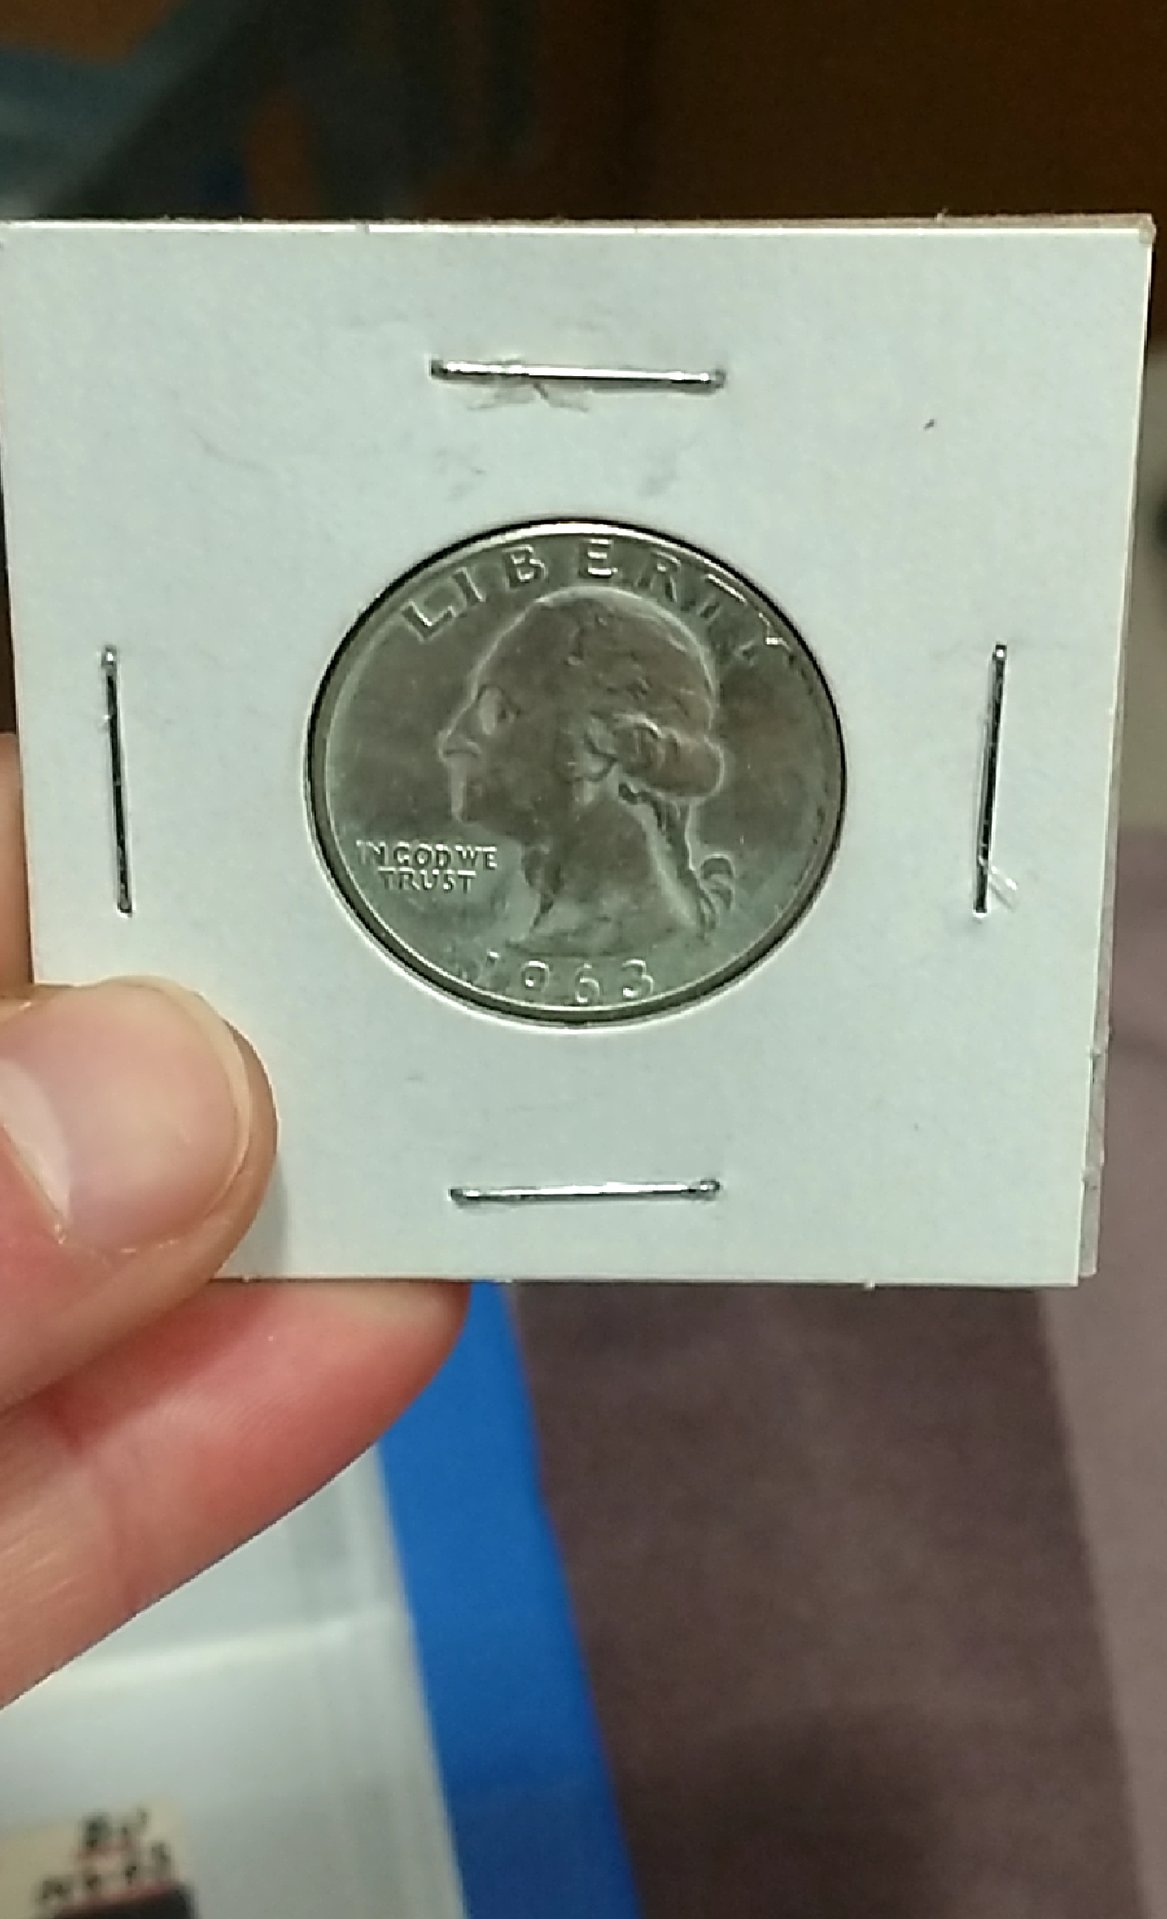 LIBERTY
IN GOD WE
TRUST
1963